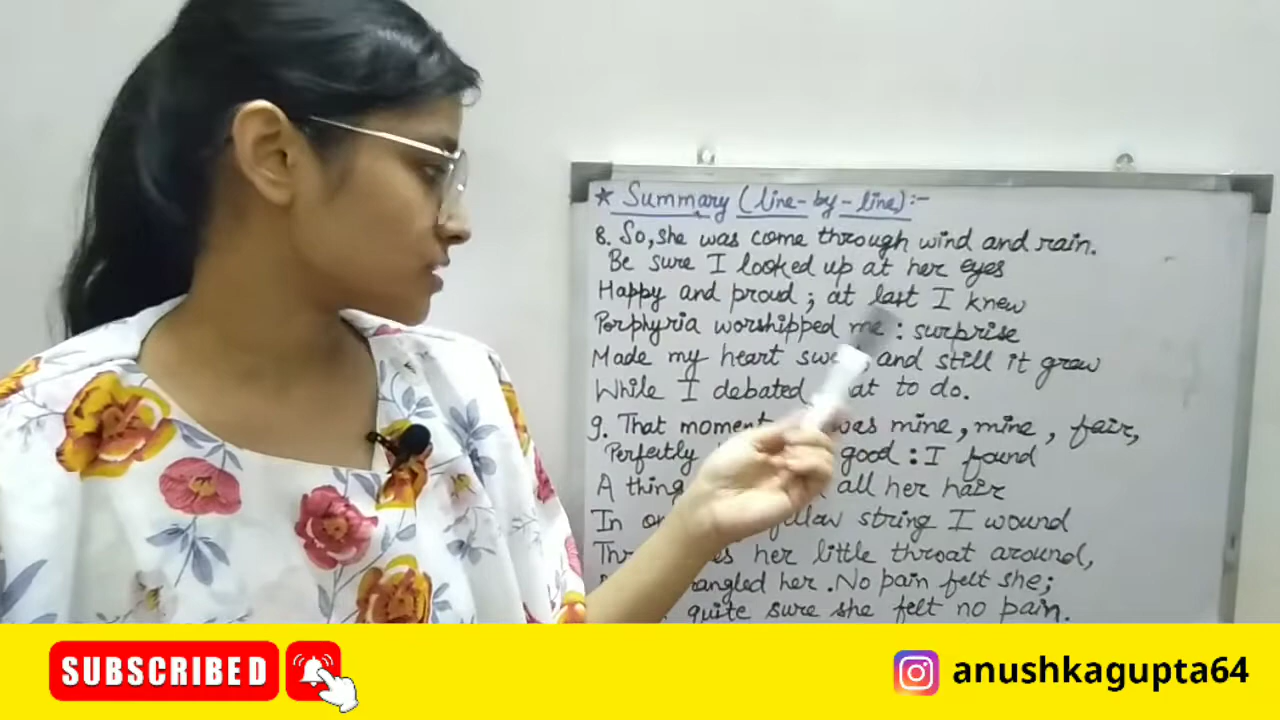 ★ Summary (line-by-line):-
8. So, she was come through wind and rain.
Be sure I looked up at her eyes
Happy and proud; at last I knew
Porphyria worshipped me: surprise
Made my heart swe , and still it grew
While I debated at to do.
9. That moment was mine, mine, fair,
Perfectly good: I found
A thing all her hair
In string I wound
her little throat around,
her. No pain felt she;
quite sure she felt no pain.
SUBSCRIBED
anushkagupta64